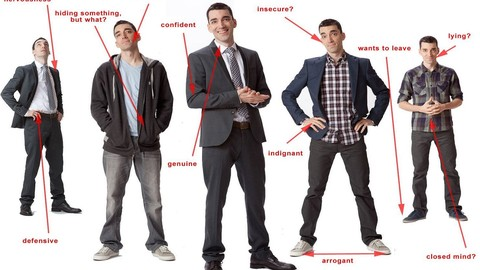 nervousness
hiding something,
but what?
confident
insecure?
lying?
wants to leave
indignant
genuine
defensive
arrogant
closed mind?